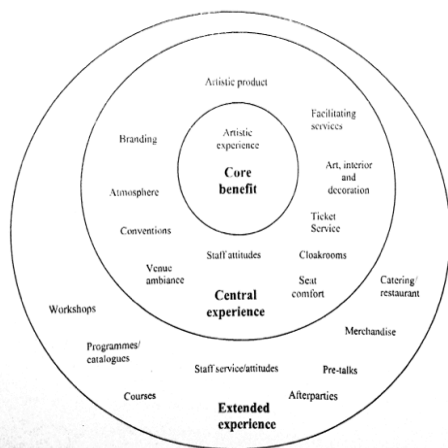 Artistic product
Facilitating
services
Branding
Artistic
experience
Core
benefit
Art, interior
and
decoration
Atmosphere
Ticket
Service
Conventions
Staff attitudes
Cloakrooms
Venue
ambiance
Seat
comfort
Central
experience
Catering/
restaurant
Workshops
Merchandise
Programmes/
catalogues
Staff service/attitudes
Pre-talks
Courses
Afterparties
Extended
experience